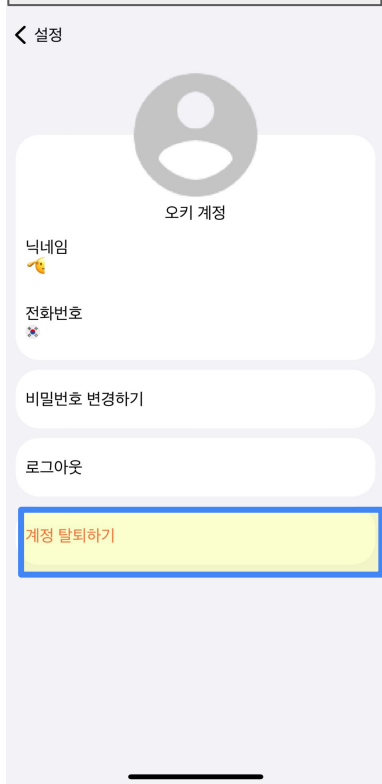 설정
오키 계정
닉네임
🫡
전화번호
🇰🇷
비밀번호 변경하기
로그아웃
계정 탈퇴하기